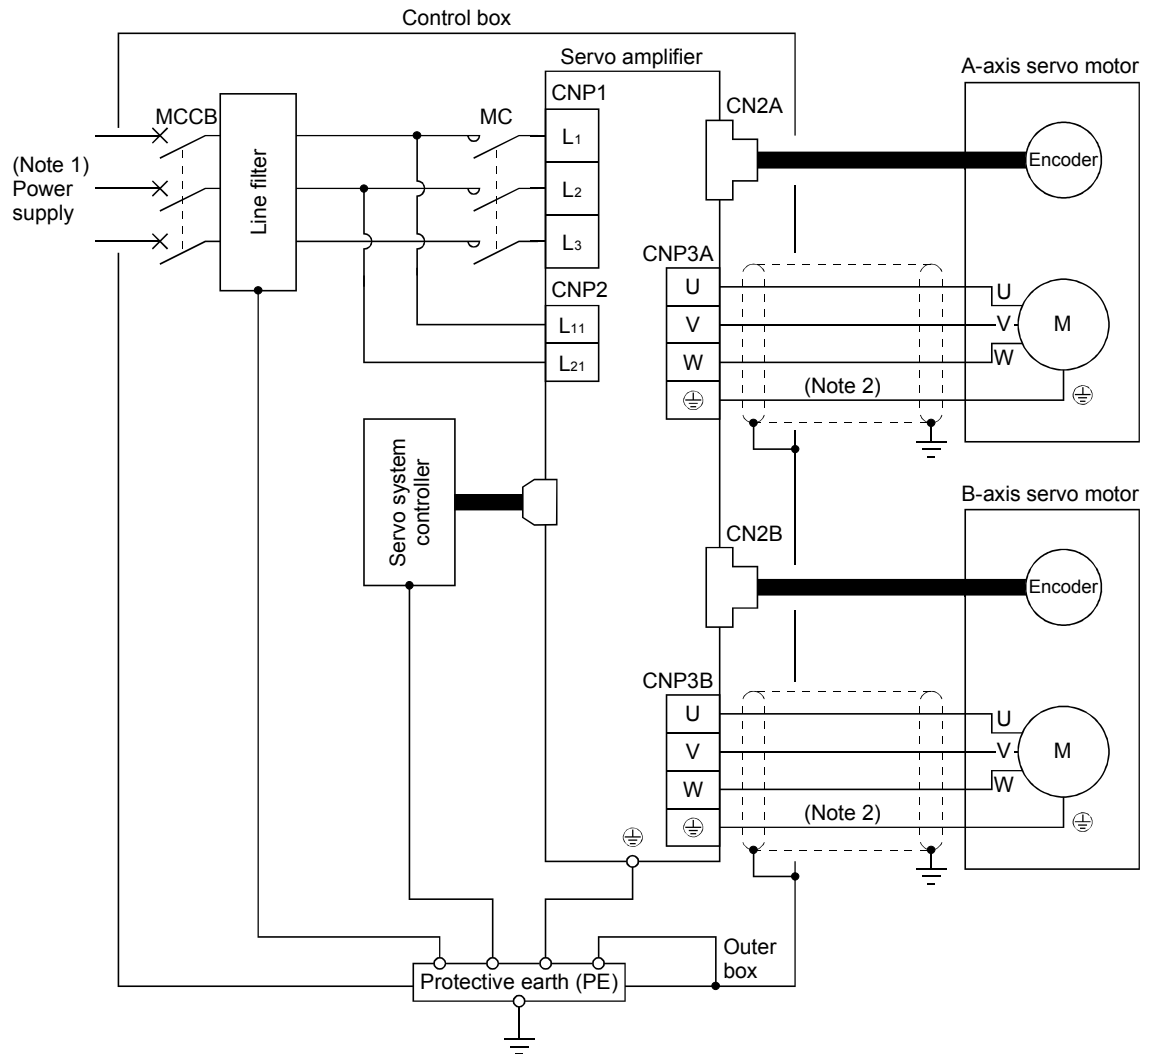 Control box
Servo amplifier
A-axis servo motor
CNP1
CN2A
MCCB
MC
L1
(Note 1)
Power
supply
Line filter
Encoder
L2
L3
CNP3A
CNP2
U
U
L11
V
V
M
L21
W
W
(Note 2)
Servo system
controller
B-axis servo motor
CN2B
Encoder
CNP3B
U
U
V
V
M
W
W
(Note 2)
Outer
box
Protective earth (PE)